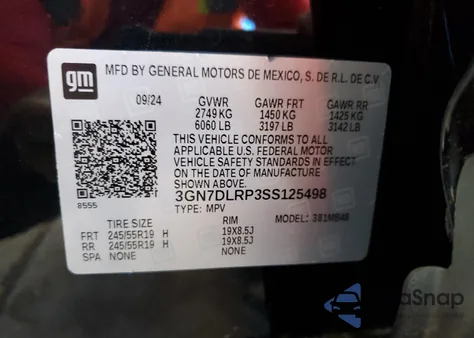 gm
MFD BY GENERAL MOTORS DE MEXICO, S. DE R.L. DE C.V.
09/24 GVWR GAWR FRT GAWR RR
2749 KG 1450 KG 1425 KG
6060 LB 3197 LB 3142 LB
THIS VEHICLE CONFORMS TO ALL
APPLICABLE U.S. FEDERAL MOTOR
VEHICLE SAFETY STANDARDS IN EFFECT
ON THE DATE OF MANUFACTURE
SHOWN ABOVE.
3GN7DLRP3SS125498
8555 TYPE: MPV MODEL: 381MB48
TIRE SIZE RIM
FRT 245/55R19 H 19X8.5J
RR 245/55R19 H 19X8.5J
SPA NONE NONE